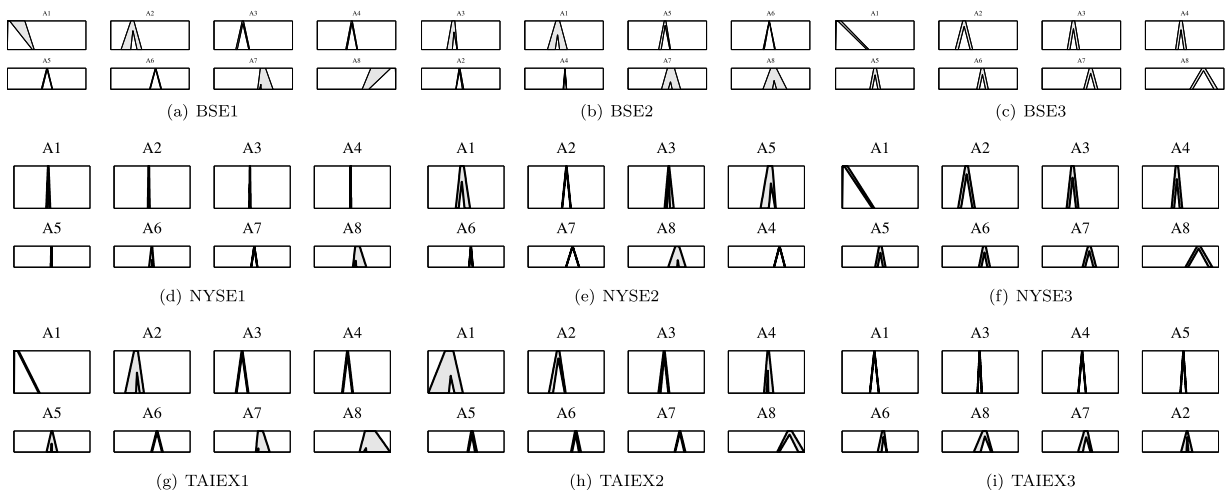 A1 A2 A3 A4 A2 A1 A5 A6 A1 A2 A3 A4
A5 A6 A7 A8 A3 A4 A7 A8 A5 A6 A7 A8
(a) BSE1 (b) BSE2 (c) BSE3
A1 A2 A3 A4 A1 A2 A3 A5 A1 A2 A3 A4
A5 A6 A7 A8 A6 A7 A8 A4 A5 A6 A7 A8
(d) NYSE1 (e) NYSE2 (f) NYSE3
A1 A2 A3 A4 A1 A2 A3 A4 A1 A3 A4 A5
A5 A6 A7 A8 A5 A6 A7 A8 A6 A8 A7 A2
(g) TAIEX1 (h) TAIEX2 (i) TAIEX3